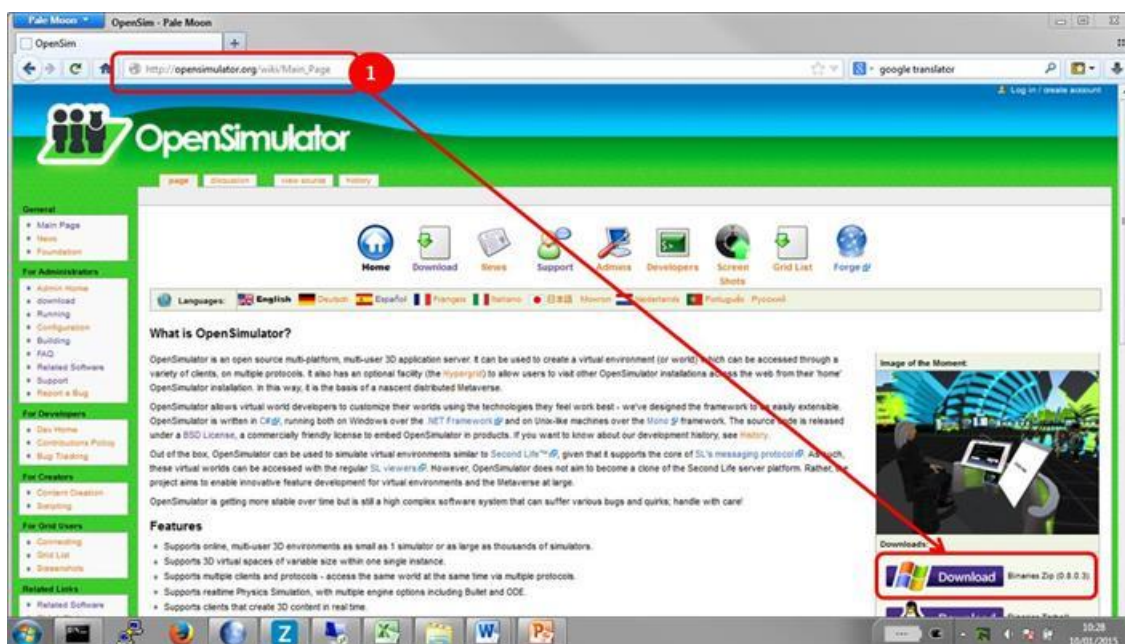 Pale Moon
OpenSim - Pale Moon
OpenSim
+
http://opensimulator.org/wiki/Main_Page
1
google translator
Log in / create account
OpenSimulator
page discussion view source history
General
Main Page
News
Foundation
For Administrators
Admin Home
download
Running
Configuration
Building
FAQ
Related Software
Support
Report a Bug
For Developers
Dev Home
Contributions Policy
Bug Tracking
For Creators
Content Creation
Scripting
For Grid Users
Connecting
Grid List
Screenshots
Related Links
Related Software
Home Download News Support Admins Developers Screen Shots Grid List Forge
Languages: English Deutsch Español Français Italiano 日本語 Nederlands Português Русский
What is OpenSimulator?
OpenSimulator is an open source multi-platform, multi-user 3D application server. It can be used to create a virtual environment (or world) which can be accessed through a
variety of clients, on multiple protocols. It also has an optional facility (the Hypergrid) to allow users to visit other OpenSimulator installations across the web from their 'home'
OpenSimulator installation. In this way, it is the basis of a nascent distributed Metaverse.
OpenSimulator allows virtual world developers to customize their worlds using the technologies they feel work best - we've designed the framework to be easily extensible.
OpenSimulator is written in C#, running both on Windows over the .NET Framework and on Unix-like machines over the Mono framework. The source code is released
under a BSD License, a commercially friendly license to embed OpenSimulator in products. If you want to know about our development history, see History.
Out of the box, OpenSimulator can be used to simulate virtual environments similar to Second Life™, given that it supports the core of SL's messaging protocol. As such,
these virtual worlds can be accessed with the regular SL viewers. However, OpenSimulator does not aim to become a clone of the Second Life server platform. Rather, the
project aims to enable innovative feature development for virtual environments and the Metaverse at large.
OpenSimulator is getting more stable over time but is still a high complex software system that can suffer various bugs and quirks; handle with care!
Features
Supports online, multi-user 3D environments as small as 1 simulator or as large as thousands of simulators.
Supports 3D virtual spaces of variable size within one single instance.
Supports multiple clients and protocols - access the same world at the same time via multiple protocols.
Supports realtime Physics Simulation, with multiple engine options including Bullet and ODE.
Supports clients that create 3D content in real time.
Image of the Moment:
Downloads:
Download Binaries Zip (0.8.0.3)
Download
10:28
10/01/2015